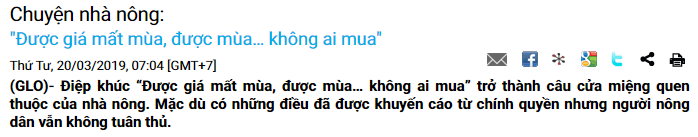 Chuyện nhà nông:
"Được giá mất mùa, được mùa… không ai mua"
Thứ Tư, 20/03/2019, 07:04 [GMT+7]
(GLO)- Điệp khúc “Được giá mất mùa, được mùa… không ai mua” trở thành câu cửa miệng quen
thuộc của nhà nông. Mặc dù có những điều đã được khuyến cáo từ chính quyền nhưng người nông
dân vẫn không tuân thủ.